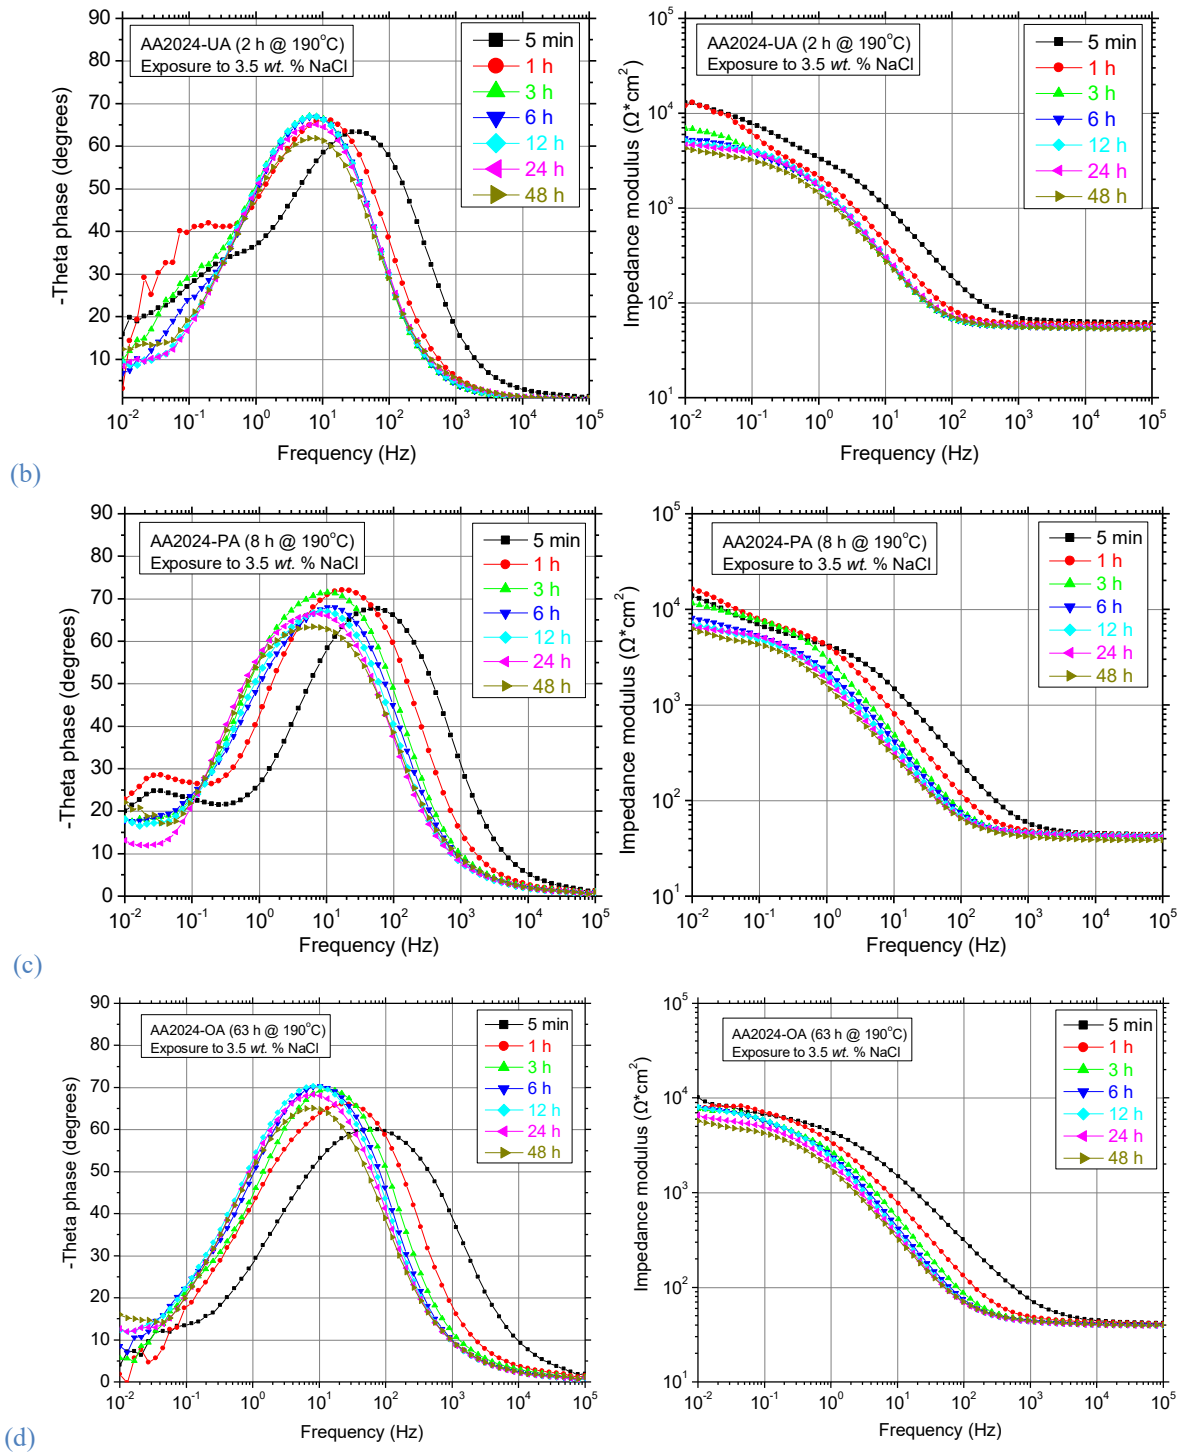 90
80
70
60
50
40
30
20
10
-Theta phase (degrees)
AA2024-UA (2 h @ 190°C)
Exposure to 3.5 wt. % NaCl
5 min
1 h
3 h
6 h
12 h
24 h
48 h
10⁻² 10⁻¹ 10⁰ 10¹ 10² 10³ 10⁴ 10⁵
Frequency (Hz)
10⁵
10⁴
10³
10²
10¹
Impedance modulus (Ω*cm²)
AA2024-UA (2 h @ 190°C)
Exposure to 3.5 wt. % NaCl
5 min
1 h
3 h
6 h
12 h
24 h
48 h
10⁻² 10⁻¹ 10⁰ 10¹ 10² 10³ 10⁴ 10⁵
Frequency (Hz)
(b)
90
80
70
60
50
40
30
20
10
0
-Theta phase (degrees)
AA2024-PA (8 h @ 190°C)
Exposure to 3.5 wt. % NaCl
5 min
1 h
3 h
6 h
12 h
24 h
48 h
10⁻² 10⁻¹ 10⁰ 10¹ 10² 10³ 10⁴ 10⁵
Frequency (Hz)
10⁵
10⁴
10³
10²
10¹
Impedance modulus (Ω*cm²)
AA2024-PA (8 h @ 190°C)
Exposure to 3.5 wt. % NaCl
5 min
1 h
3 h
6 h
12 h
24 h
48 h
10⁻² 10⁻¹ 10⁰ 10¹ 10² 10³ 10⁴ 10⁵
Frequency (Hz)
(c)
90
80
70
60
50
40
30
20
10
0
-Theta phase (degrees)
AA2024-OA (63 h @ 190°C)
Exposure to 3.5 wt. % NaCl
5 min
1 h
3 h
6 h
12 h
24 h
48 h
10⁻² 10⁻¹ 10⁰ 10¹ 10² 10³ 10⁴ 10⁵
Frequency (Hz)
10⁵
10⁴
10³
10²
10¹
Impedance modulus (Ω*cm²)
AA2024-OA (63 h @ 190°C)
Exposure to 3.5 wt. % NaCl
5 min
1 h
3 h
6 h
12 h
24 h
48 h
10⁻² 10⁻¹ 10⁰ 10¹ 10² 10³ 10⁴ 10⁵
Frequency (Hz)
(d)